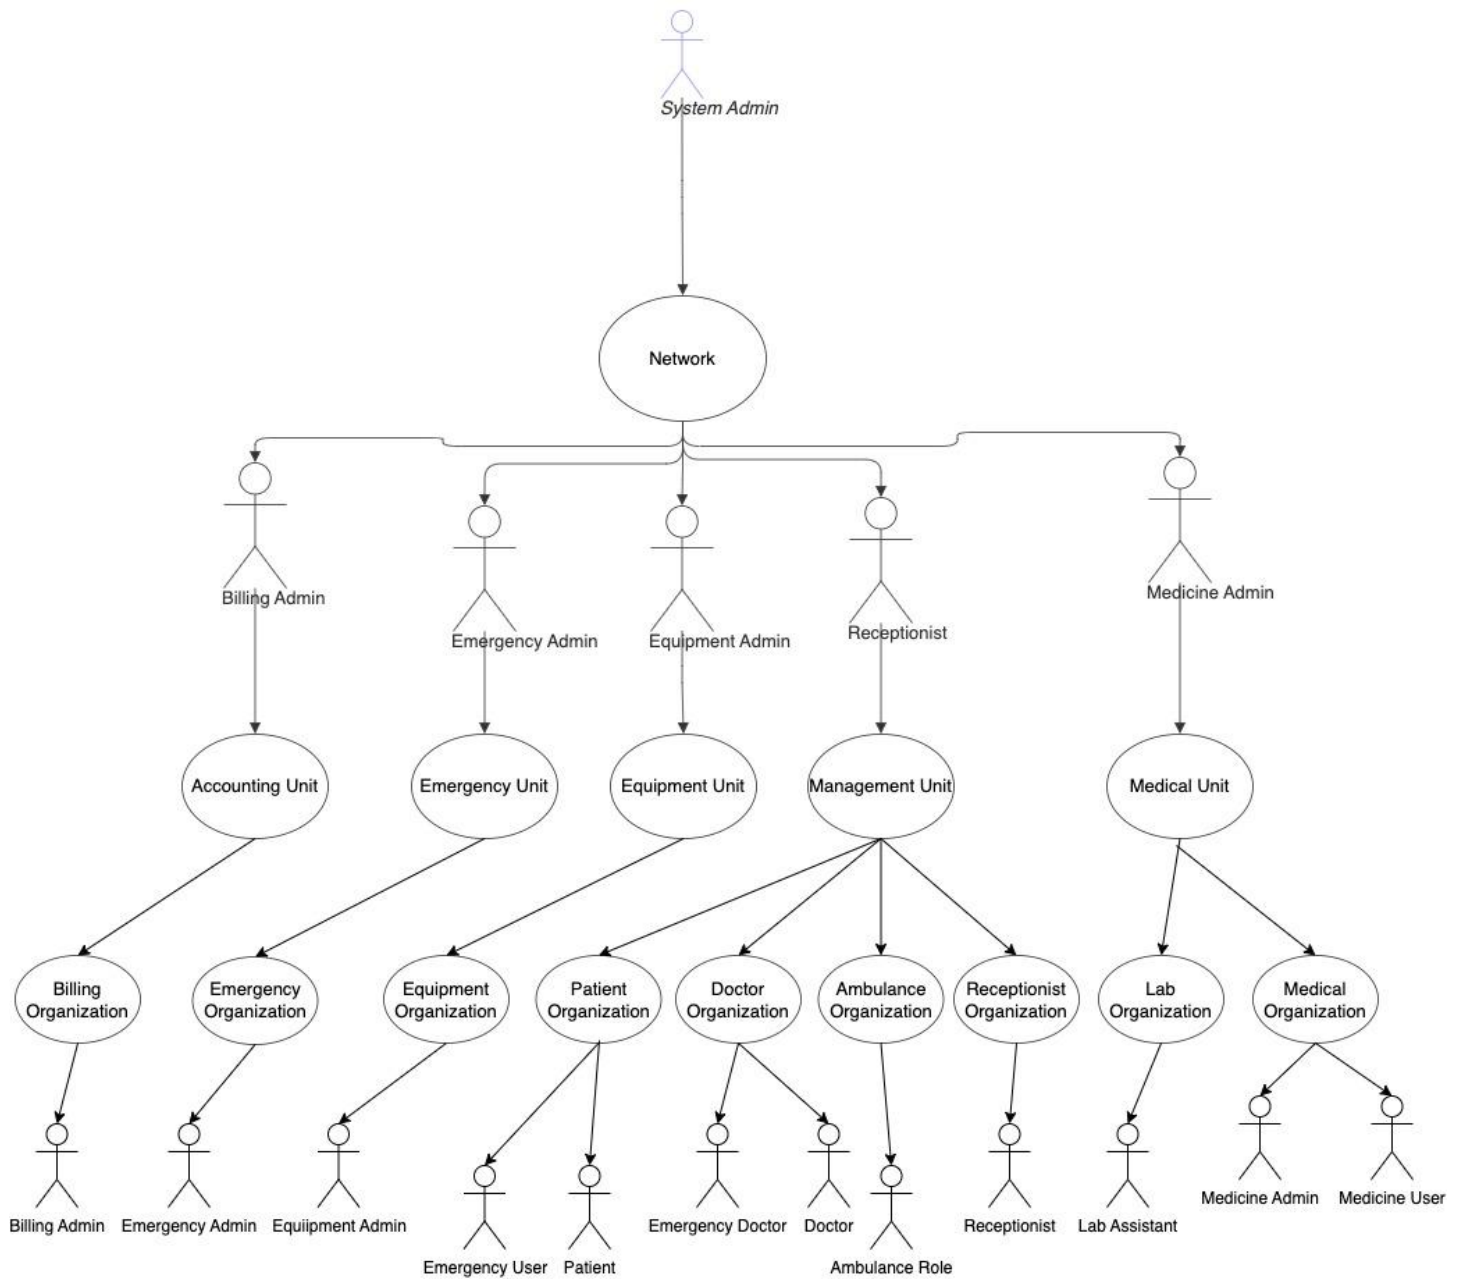 System Admin
Network
Billing Admin
Emergency Admin
Equipment Admin
Receptionist
Medicine Admin
Accounting Unit
Emergency Unit
Equipment Unit
Management Unit
Medical Unit
Billing
Organization
Emergency
Organization
Equipment
Organization
Patient
Organization
Doctor
Organization
Ambulance
Organization
Receptionist
Organization
Lab
Organization
Medical
Organization
Billing Admin
Emergency Admin
Equiipment Admin
Emergency User
Patient
Emergency Doctor
Doctor
Ambulance Role
Receptionist
Lab Assistant
Medicine Admin
Medicine User